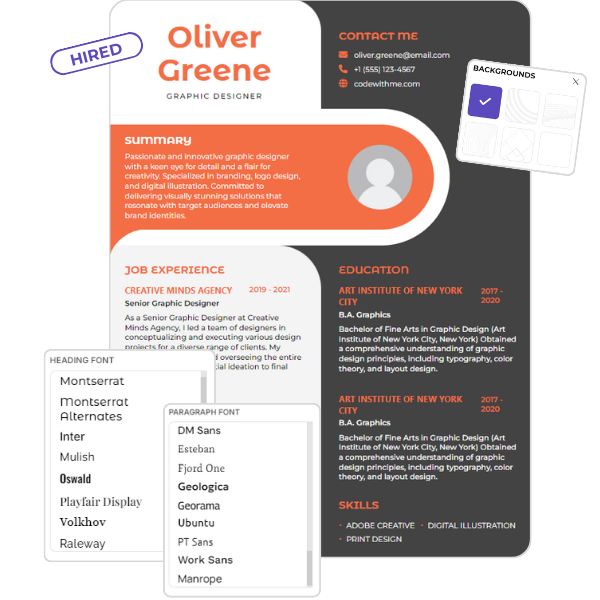 HIRED
Oliver
Greene
GRAPHIC DESIGNER
CONTACT ME
oliver.greene@email.com
+1 (555) 123-4567
codewithme.com
BACKGROUNDS
SUMMARY
Passionate and innovative graphic designer
with a keen eye for detail and a flair for
creativity. Specialized in branding, logo design,
and digital illustration. Committed to
delivering visually stunning solutions that
resonate with target audiences and elevate
brand identities.
JOB EXPERIENCE
CREATIVE MINDS AGENCY 2019 - 2021
Senior Graphic Designer
As a Senior Graphic Designer at Creative
Minds Agency, I led a team of designers in
conceptualizing and executing various design
projects for a diverse range of clients. My
d overseeing the entire
tial ideation to final
EDUCATION
ART INSTITUTE OF NEW YORK CITY 2017 - 2020
B.A. Graphics
Bachelor of Fine Arts in Graphic Design (Art
Institute of New York City, New York) Obtained
a comprehensive understanding of graphic
design principles, including typography, color
theory, and layout design.
ART INSTITUTE OF NEW YORK CITY 2017 - 2020
B.A. Graphics
Bachelor of Fine Arts in Graphic Design (Art
Institute of New York City, New York) Obtained
a comprehensive understanding of graphic
design principles, including typography, color
theory, and layout design.
SKILLS
• ADOBE CREATIVE • DIGITAL ILLUSTRATION
• PRINT DESIGN
HEADING FONT
Montserrat
Montserrat
Alternates
Inter
Mulish
Oswald
Playfair Display
Volkhov
Raleway
PARAGRAPH FONT
DM Sans
Esteban
Fjord One
Geologica
Georama
Ubuntu
PT Sans
Work Sans
Manrope